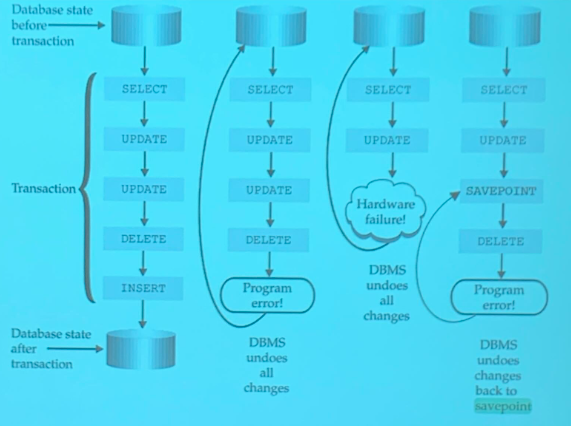 Database state
before
transaction
Transaction
SELECT
UPDATE
UPDATE
DELETE
INSERT
Database state
after
transaction
SELECT
UPDATE
UPDATE
DELETE
Program
error!
DBMS
undoes
all
changes
SELECT
UPDATE
Hardware
failure!
DBMS
undoes
all
changes
SELECT
UPDATE
SAVEPOINT
DELETE
Program
error!
DBMS
undoes
changes
back to
savepoint